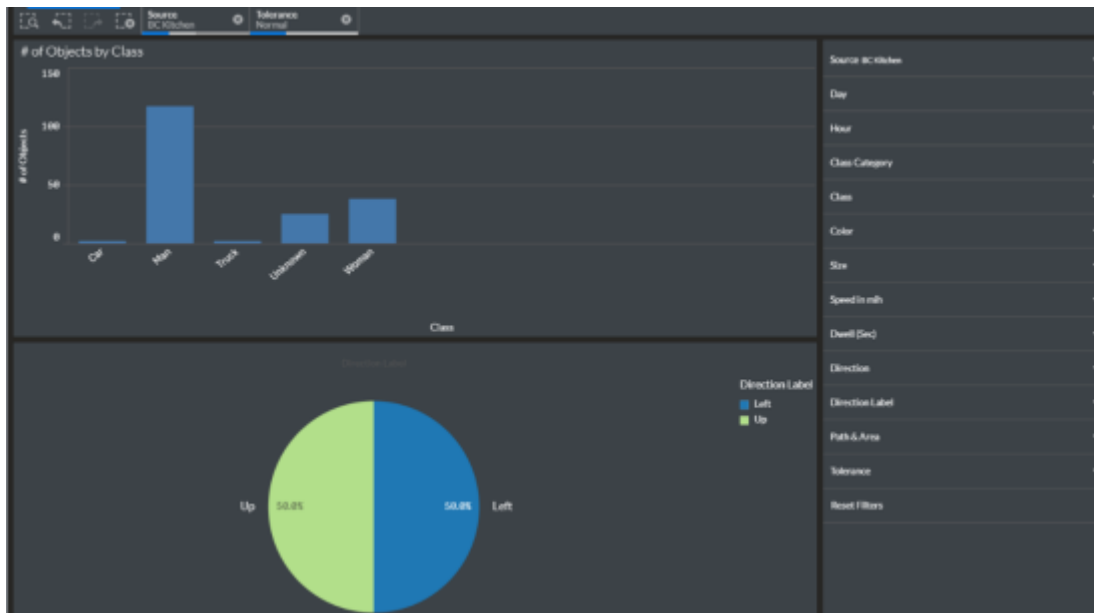 Source
BC Kitchen
Tolerance
Normal
# of Objects by Class
# of Objects
150
100
50
0
Car
Man
Truck
Unknown
Woman
Class
Direction Label
Direction Label
Left
Up
Up
50.0%
50.0%
Left
Source BC Kitchen
Day
Hour
Class Category
Class
Color
Size
Speed in mih
Dwell (Sec)
Direction
Direction Label
Path & Area
Tolerance
Reset Filters